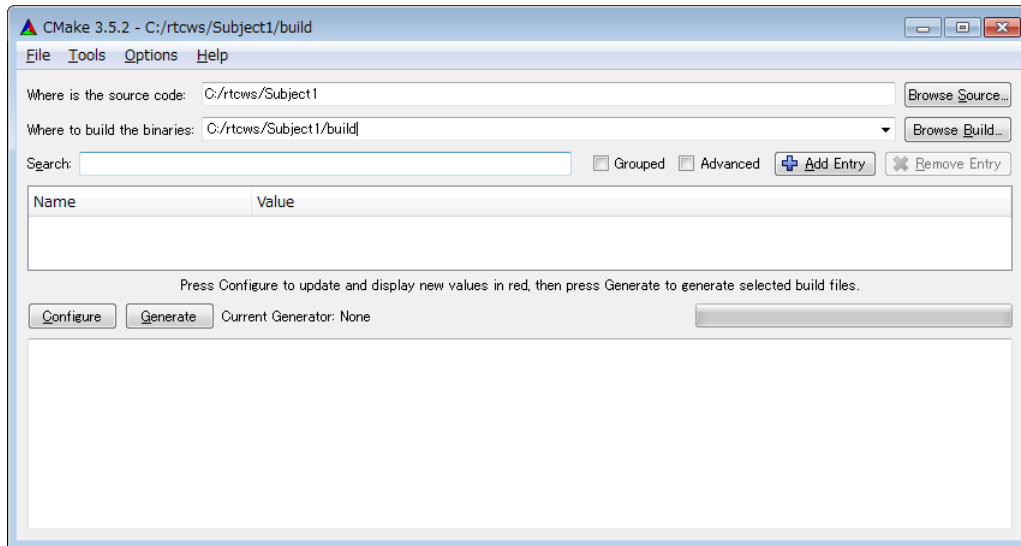 CMake 3.5.2 - C:/rtcws/Subject1/build
File Tools Options Help
Where is the source code: C:/rtcws/Subject1 Browse Source...
Where to build the binaries: C:/rtcws/Subject1/build Browse Build...
Search: Grouped Advanced Add Entry Remove Entry
Name Value
Press Configure to update and display new values in red, then press Generate to generate selected build files.
Configure Generate Current Generator: None